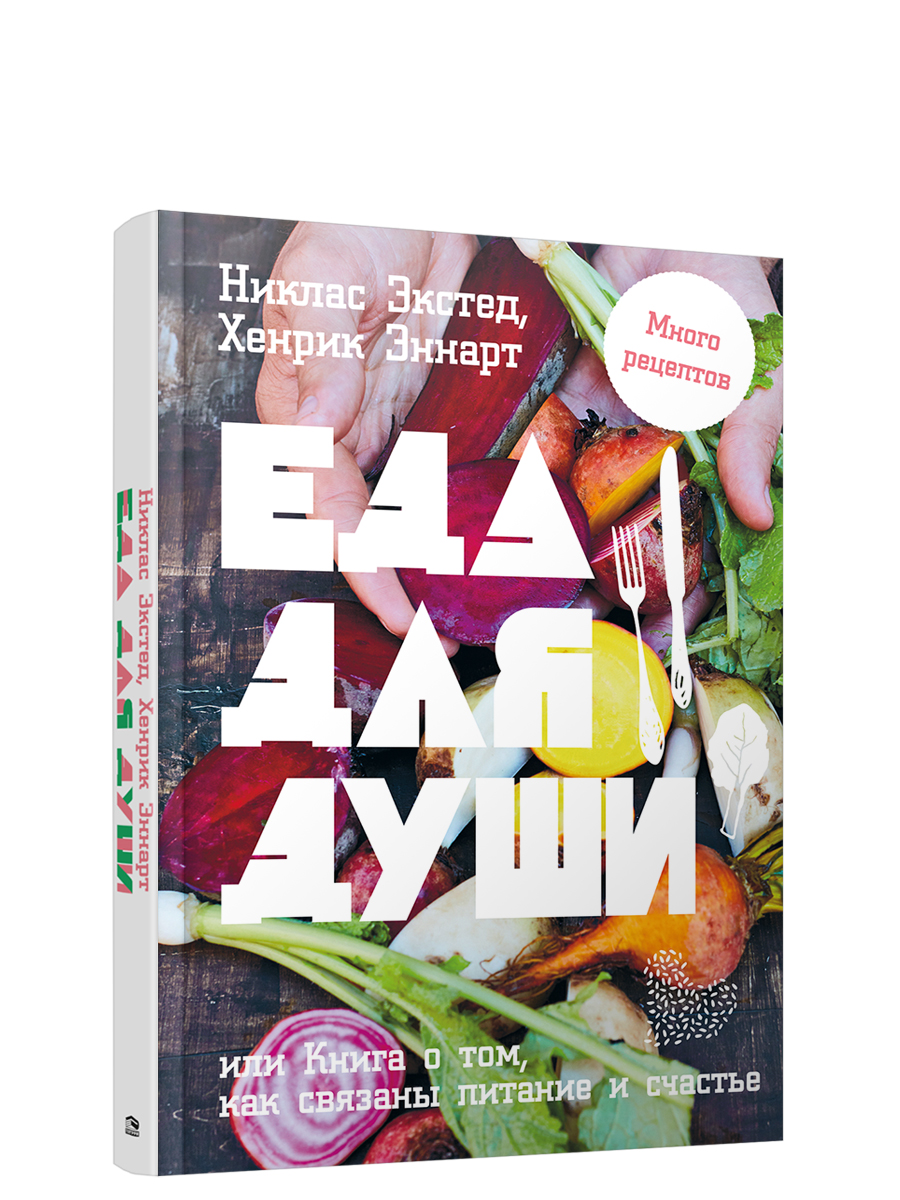 Никлас Экстед,
Хенрик Эннарт
Много
рецептов
ЕДА
ДЛЯ
ДУШИ
или Книга о том,
как связаны питание и счастье
Никлас Экстед, Хенрик Эннарт
ЕДА ДЛЯ ДУШИ